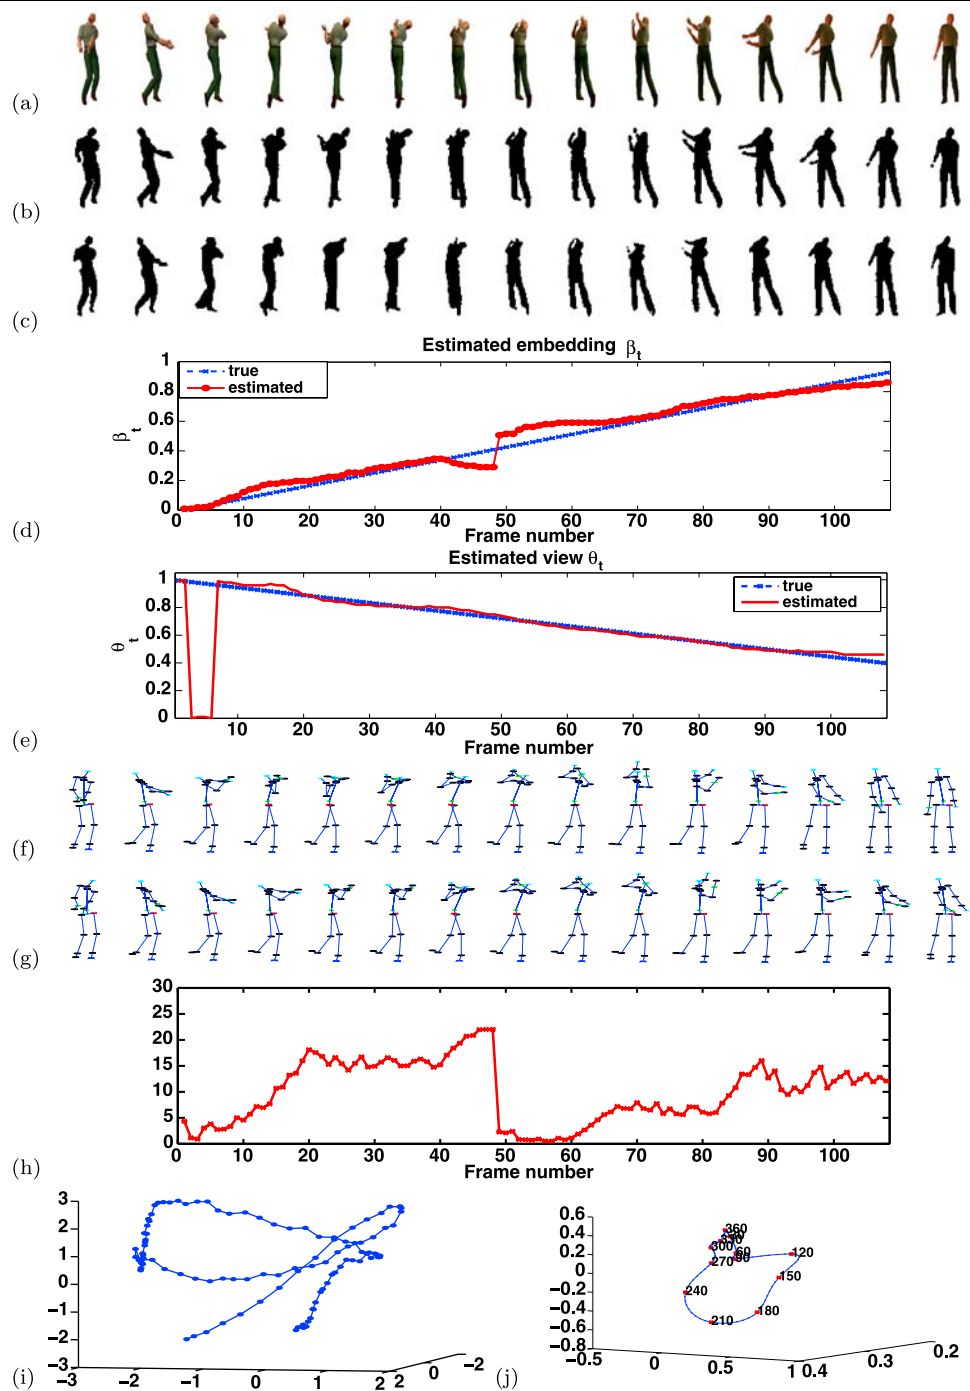 (a)
(b)
(c)
Estimated embedding β_t
true
estimated
1
0.8
0.6
0.4
0.2
0
β_t
0 10 20 30 40 50 60 70 80 90 100
Frame number
(d)
Estimated view θ_t
true
estimated
1
0.8
0.6
0.4
0.2
0
θ_t
10 20 30 40 50 60 70 80 90 100
Frame number
(e)
(f)
(g)
30
25
20
15
10
5
0
0 10 20 30 40 50 60 70 80 90 100
Frame number
(h)
3
2
1
0
−1
−2
−3
−3 −2 −1 0 1 2 2 0 −2
(i)
0.6
0.4
0.2
0
−0.2
−0.4
−0.6
−0.8
−0.5 0 0.5 1 0.4 0.3 0.2
360
330
300
270
60
90
120
150
240
180
210
(j)